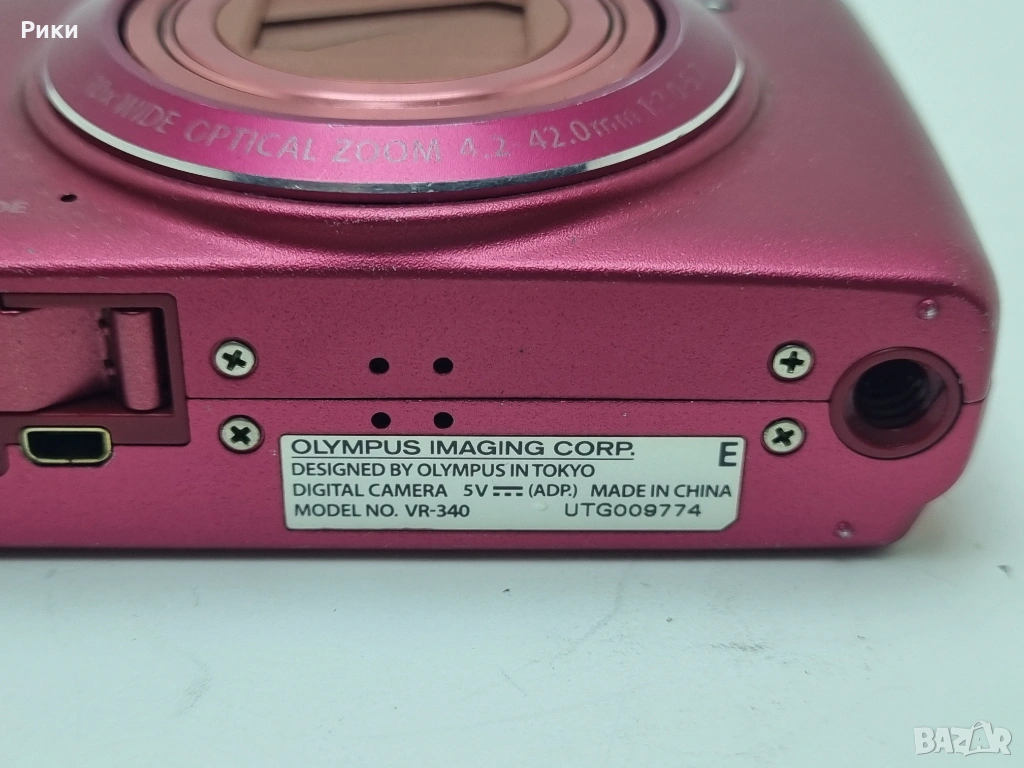 Рики
WIDE OPTICAL ZOOM 4.2 42.0mm
OLYMPUS IMAGING CORP. E
DESIGNED BY OLYMPUS IN TOKYO
DIGITAL CAMERA 5V (ADP.) MADE IN CHINA
MODEL NO. VR-340 UTG009774
BAZAR